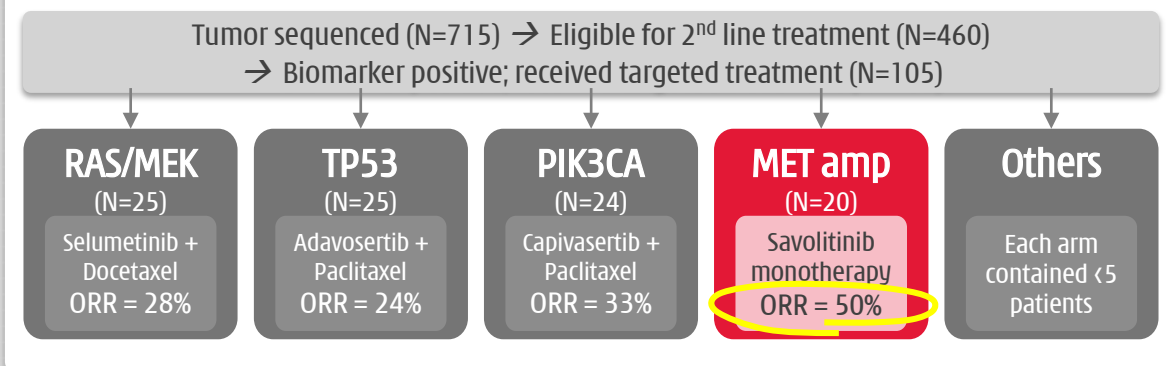 Tumor sequenced (N=715) → Eligible for 2nd line treatment (N=460)
→ Biomarker positive; received targeted treatment (N=105)
RAS/MEK
(N=25)
Selumetinib +
Docetaxel
ORR = 28%
TP53
(N=25)
Adavosertib +
Paclitaxel
ORR = 24%
PIK3CA
(N=24)
Capivasertib +
Paclitaxel
ORR = 33%
MET amp
(N=20)
Savolitinib
monotherapy
ORR = 50%
Others
Each arm
contained <5
patients